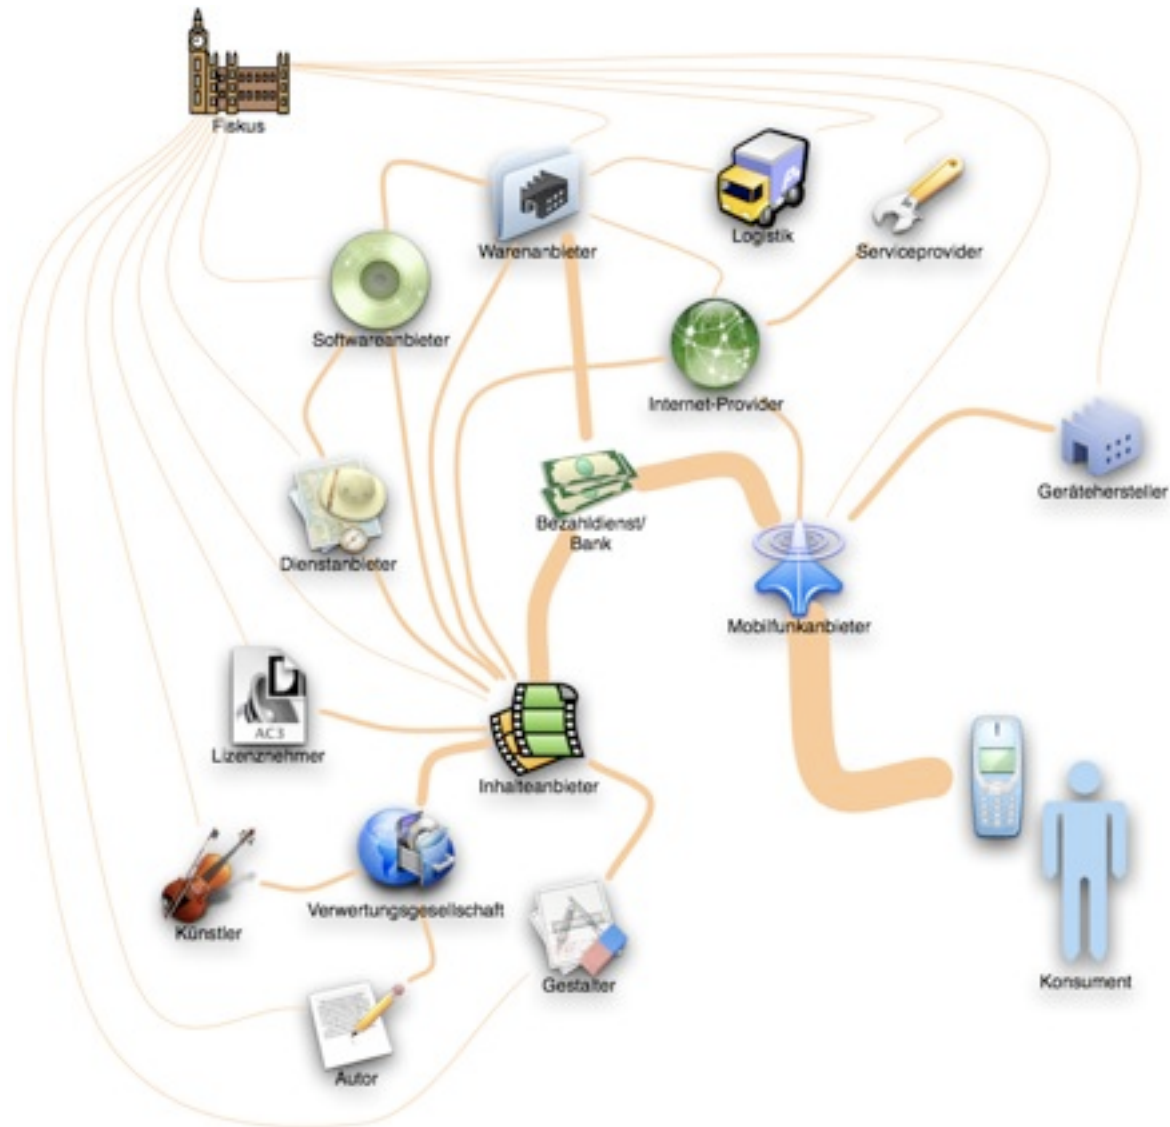 Fiskus
Logistik
Warenanbieter
Serviceprovider
Softwareanbieter
Internet-Provider
Gerätehersteller
Bezahldienst/
Bank
Dienstanbieter
Mobilfunkanbieter
AC3
Lizenznehmer
Inhalteanbieter
Verwertungsgesellschaft
Künstler
Gestalter
Konsument
Autor